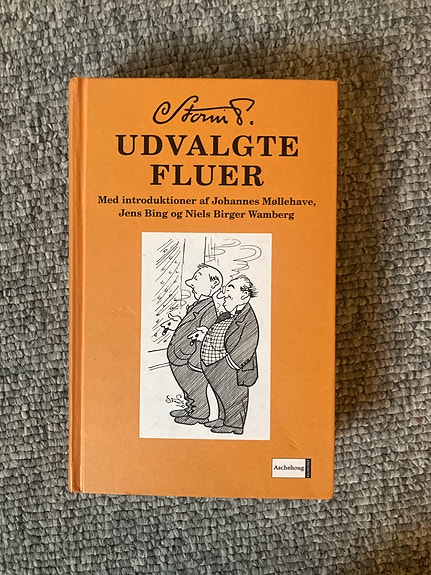 Storm P.
UDVALGTE
FLUER
Med introduktioner af Johannes Møllehave,
Jens Bing og Niels Birger Wamberg
Aschehoug